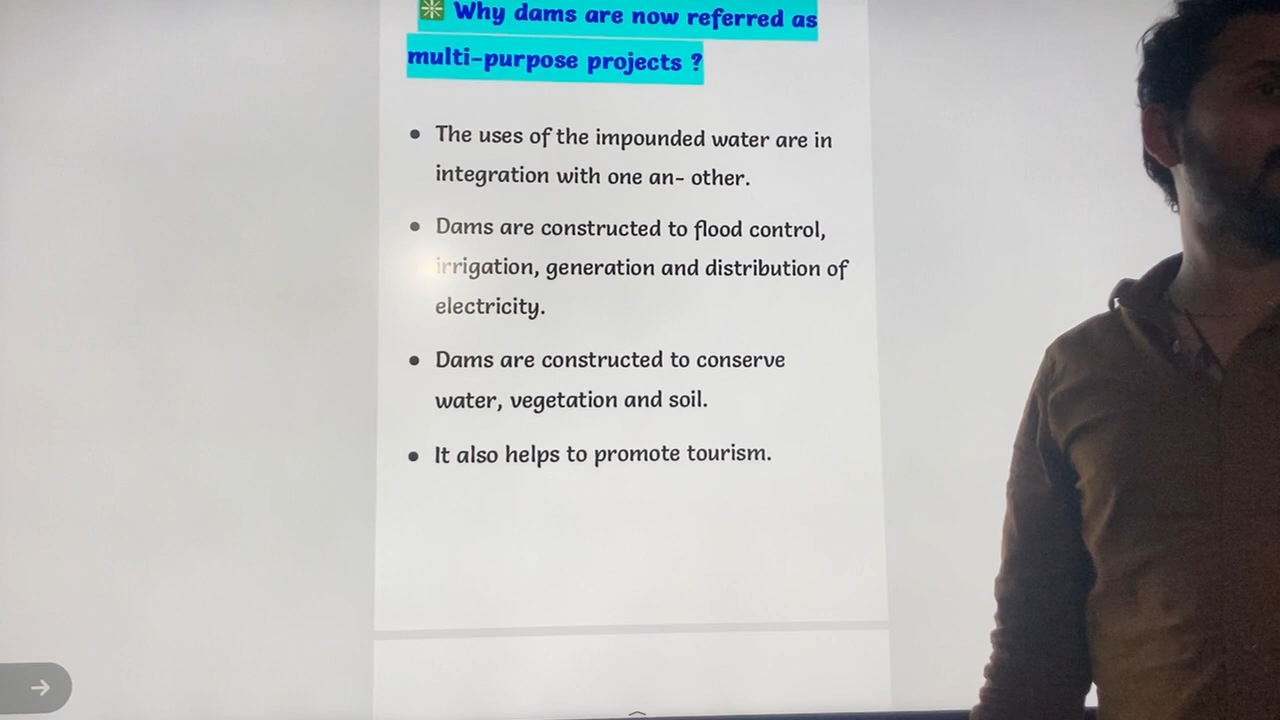 Why dams are now referred as
multi-purpose projects ?
• The uses of the impounded water are in
integration with one an- other.
• Dams are constructed to flood control,
irrigation, generation and distribution of
electricity.
• Dams are constructed to conserve
water, vegetation and soil.
• It also helps to promote tourism.